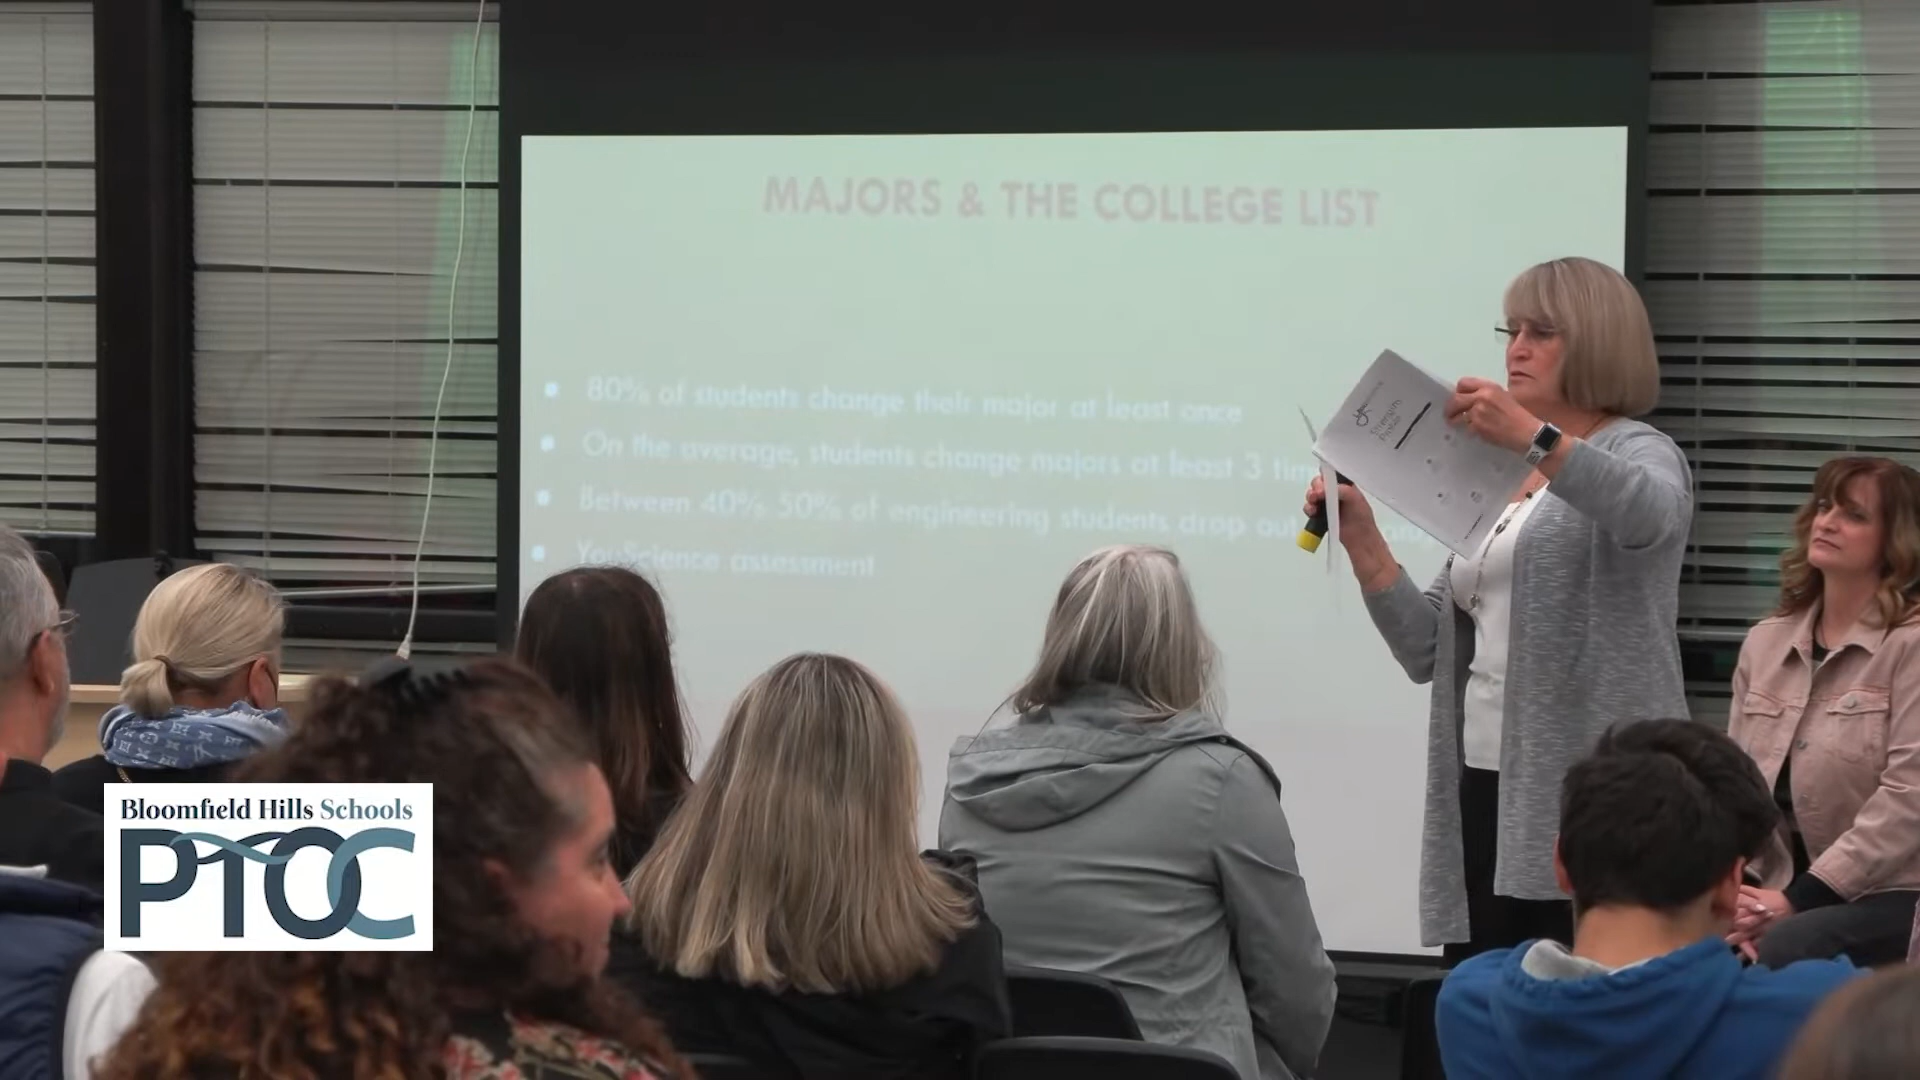 MAJORS & THE COLLEGE LIST
80% of students change their major at least once
On the average, students change majors at least 3 tim
Between 40% 50% of engineering students drop out
YouScience assessment
Bloomfield Hills Schools
PTOC